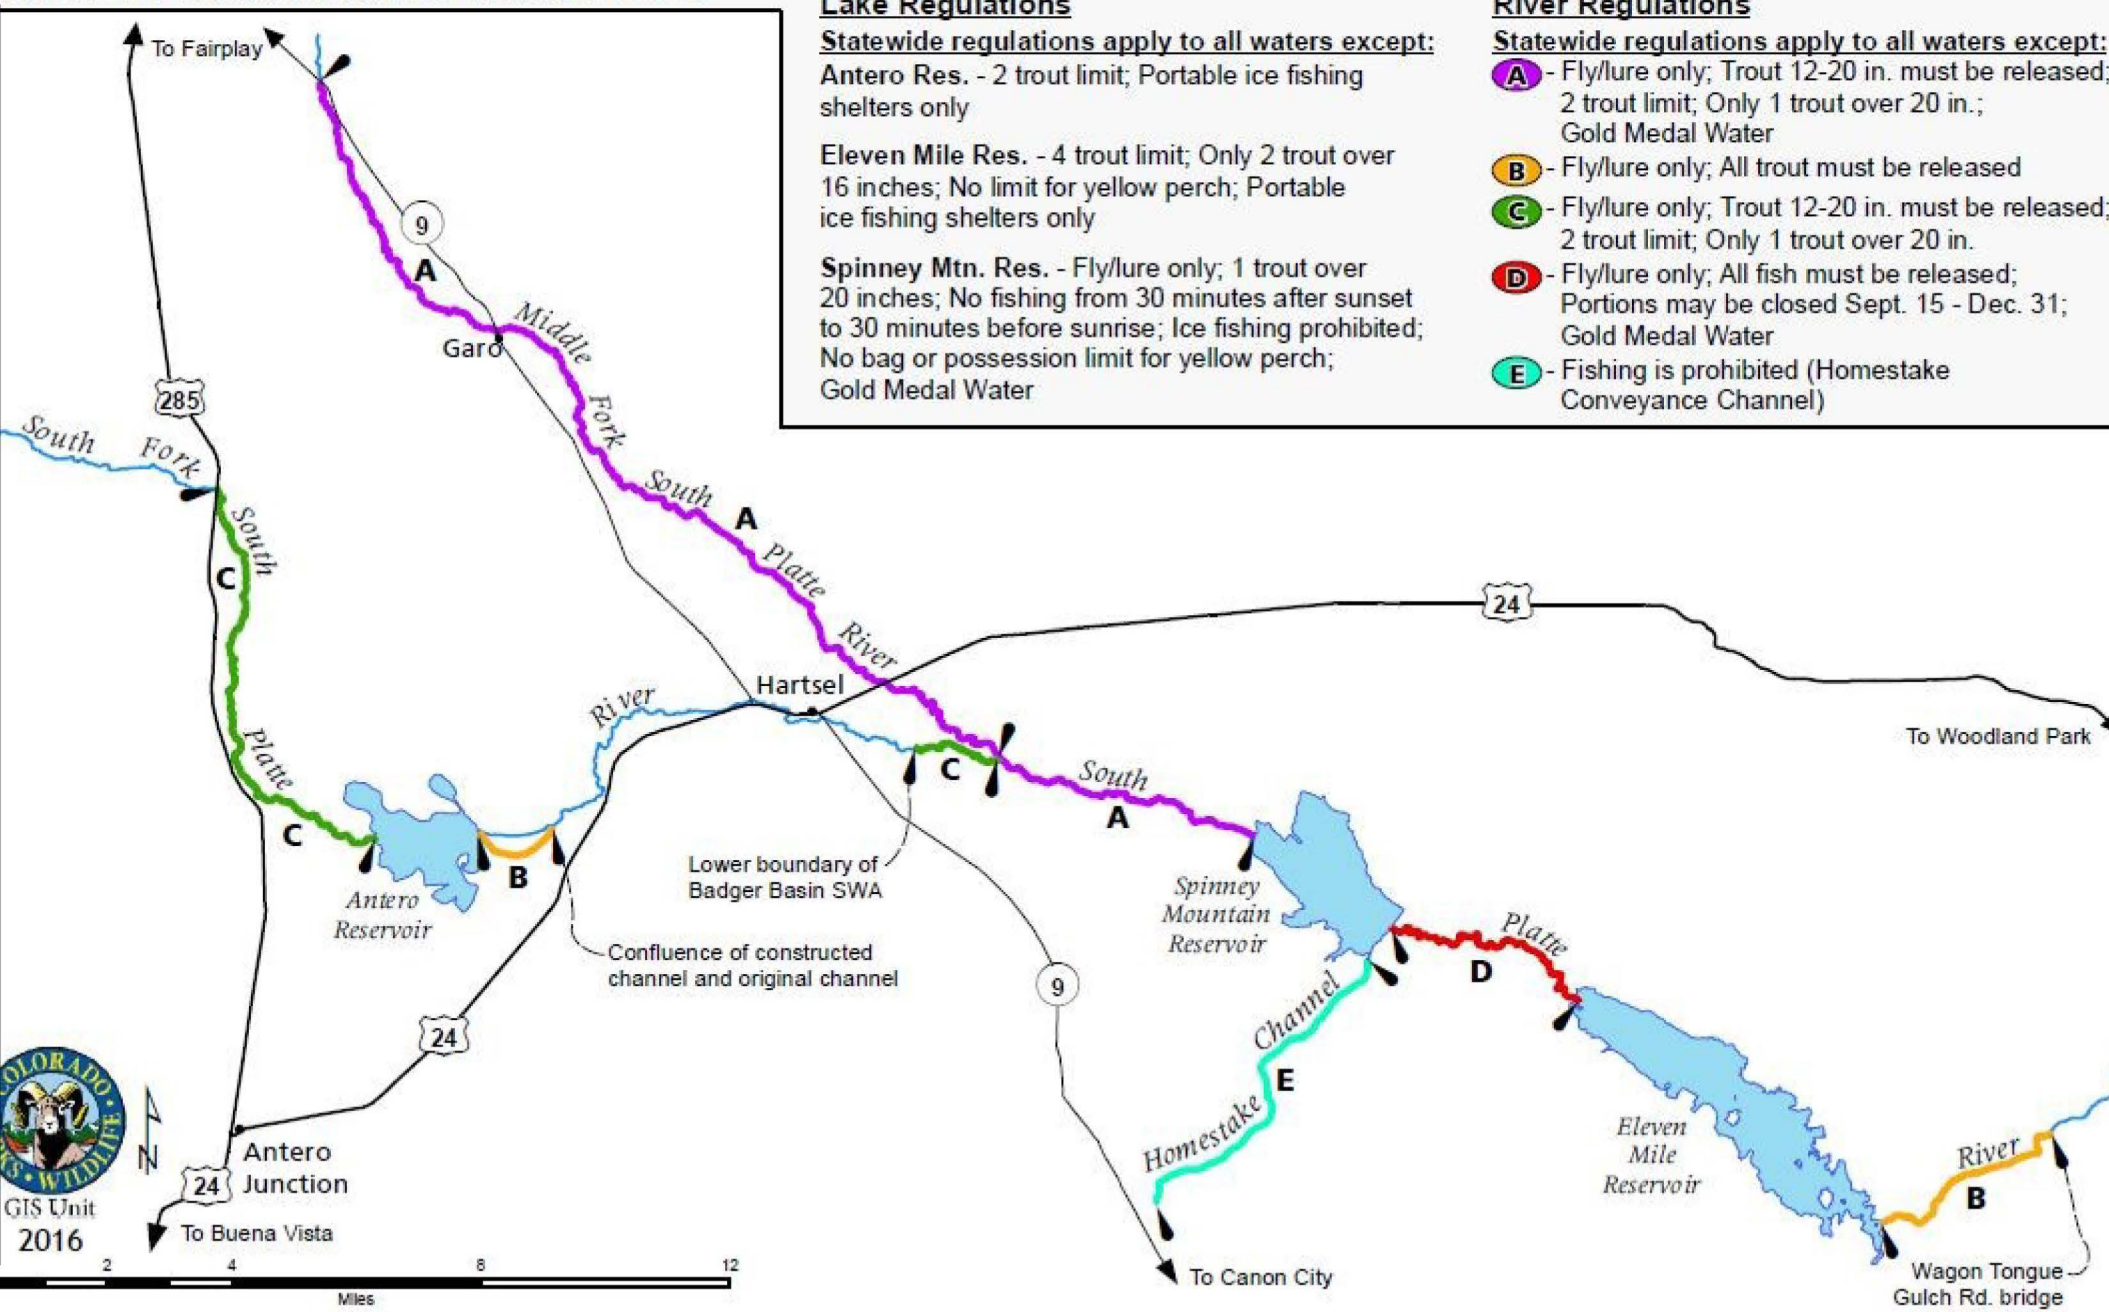 Lake Regulations
Statewide regulations apply to all waters except:
Antero Res. - 2 trout limit; Portable ice fishing
shelters only
Eleven Mile Res. - 4 trout limit; Only 2 trout over
16 inches; No limit for yellow perch; Portable
ice fishing shelters only
Spinney Mtn. Res. - Fly/lure only; 1 trout over
20 inches; No fishing from 30 minutes after sunset
to 30 minutes before sunrise; Ice fishing prohibited;
No bag or possession limit for yellow perch;
Gold Medal Water
River Regulations
Statewide regulations apply to all waters except:
A - Fly/lure only; Trout 12-20 in. must be released;
2 trout limit; Only 1 trout over 20 in.;
Gold Medal Water
B - Fly/lure only; All trout must be released
C - Fly/lure only; Trout 12-20 in. must be released;
2 trout limit; Only 1 trout over 20 in.
D - Fly/lure only; All fish must be released;
Portions may be closed Sept. 15 - Dec. 31;
Gold Medal Water
E - Fishing is prohibited (Homestake
Conveyance Channel)
To Fairplay
9
A
Garo
Middle
Fork
South
A
Platte
River
285
South Fork
South
C
Platte
C
Antero
Reservoir
B
River
Hartsel
24
To Woodland Park
C
South
A
Lower boundary of
Badger Basin SWA
Confluence of constructed
channel and original channel
Spinney
Mountain
Reservoir
Platte
D
9
24
Channel
E
Homestake
Eleven
Mile
Reservoir
River
B
Wagon Tongue
Gulch Rd. bridge
To Canon City
Antero
Junction
24
To Buena Vista
COLORADO
PARKS • WILDLIFE
N
GIS Unit
2016
2 4 8 12
Miles